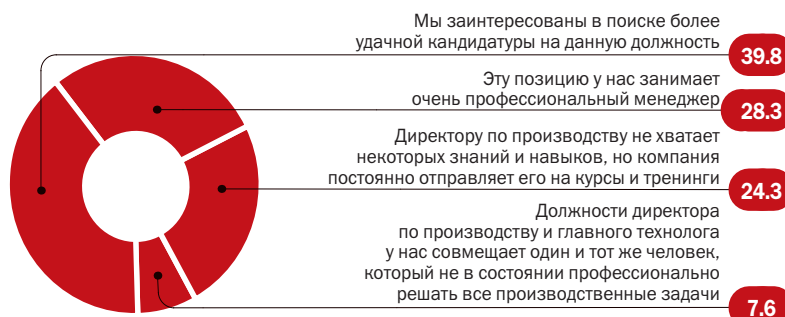 Мы заинтересованы в поиске более
удачной кандидатуры на данную должность
39.8
Эту позицию у нас занимает
очень профессиональный менеджер
28.3
Директору по производству не хватает
некоторых знаний и навыков, но компания
постоянно отправляет его на курсы и тренинги
24.3
Должности директора
по производству и главного технолога
у нас совмещает один и тот же человек,
который не в состоянии профессионально
решать все производственные задачи
7.6